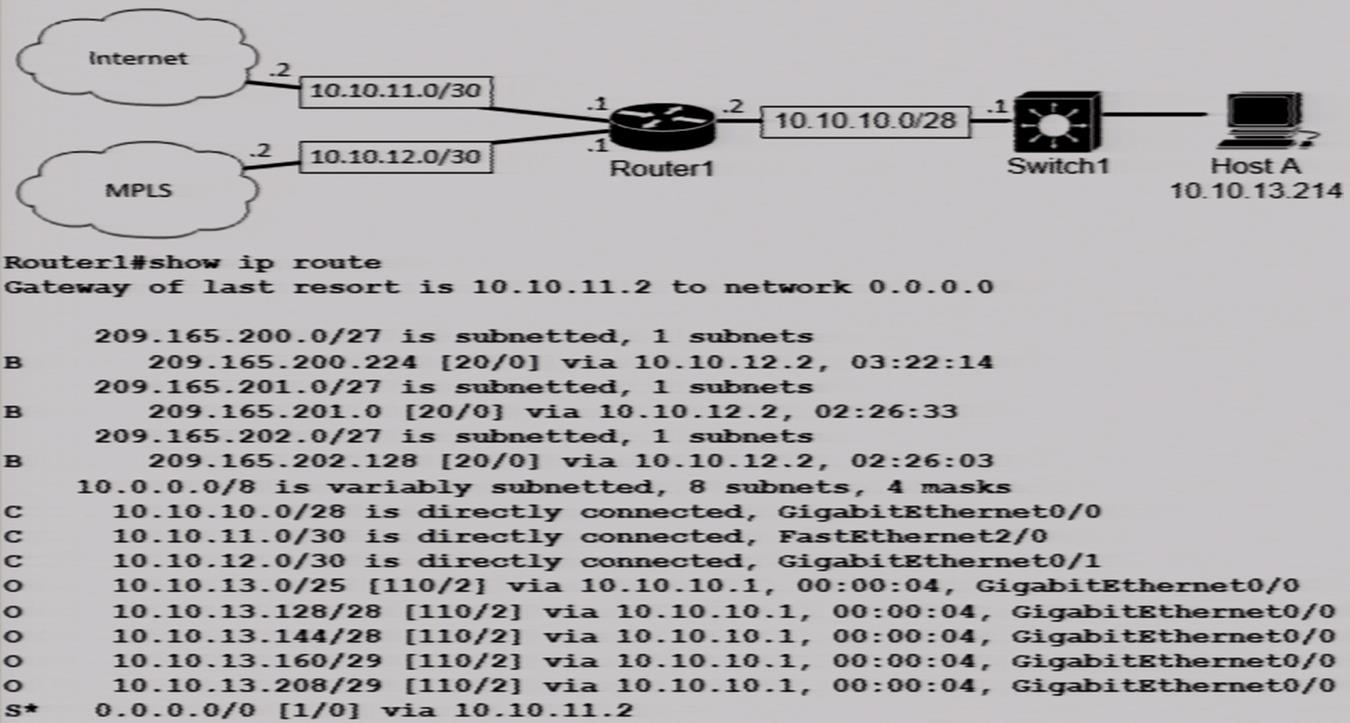 Internet
.2
10.10.11.0/30
.1
.2
10.10.10.0/28
.1
.2
10.10.12.0/30
.1
MPLS
Router1
Switch1
Host A
10.10.13.214
Router1#show ip route
Gateway of last resort is 10.10.11.2 to network 0.0.0.0
209.165.200.0/27 is subnetted, 1 subnets
B 209.165.200.224 [20/0] via 10.10.12.2, 03:22:14
209.165.201.0/27 is subnetted, 1 subnets
B 209.165.201.0 [20/0] via 10.10.12.2, 02:26:33
209.165.202.0/27 is subnetted, 1 subnets
B 209.165.202.128 [20/0] via 10.10.12.2, 02:26:03
10.0.0.0/8 is variably subnetted, 8 subnets, 4 masks
C 10.10.10.0/28 is directly connected, GigabitEthernet0/0
C 10.10.11.0/30 is directly connected, FastEthernet2/0
C 10.10.12.0/30 is directly connected, GigabitEthernet0/1
O 10.10.13.0/25 [110/2] via 10.10.10.1, 00:00:04, GigabitEthernet0/0
O 10.10.13.128/28 [110/2] via 10.10.10.1, 00:00:04, GigabitEthernet0/0
O 10.10.13.144/28 [110/2] via 10.10.10.1, 00:00:04, GigabitEthernet0/0
O 10.10.13.160/29 [110/2] via 10.10.10.1, 00:00:04, GigabitEthernet0/0
O 10.10.13.208/29 [110/2] via 10.10.10.1, 00:00:04, GigabitEthernet0/0
S* 0.0.0.0/0 [1/0] via 10.10.11.2